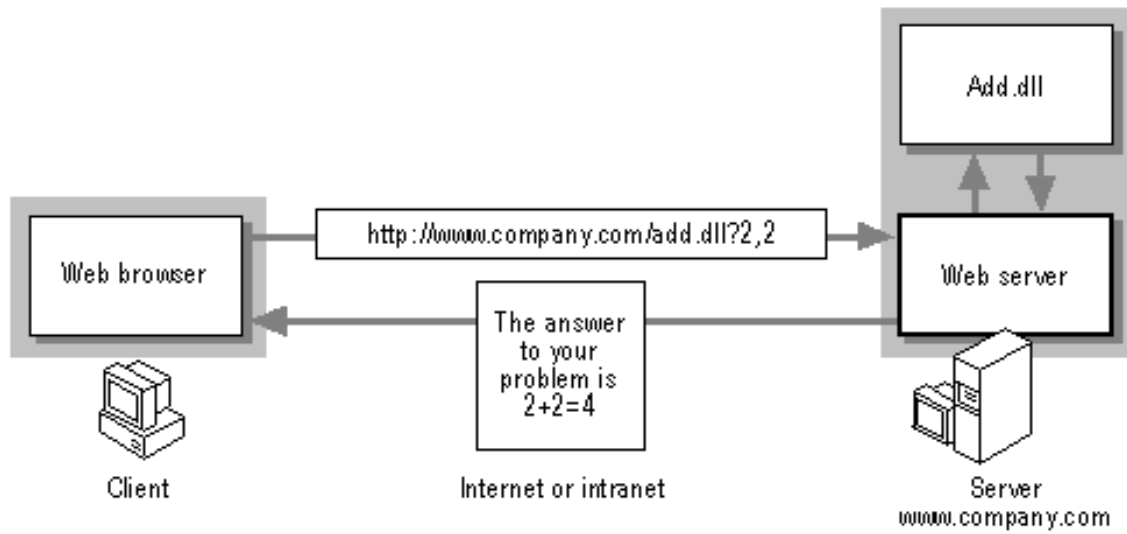 Add.dll
http://www.company.com/add.dll?2,2
Web browser
Web server
The answer
to your
problem is
2+2=4
Client
Internet or intranet
Server
www.company.com